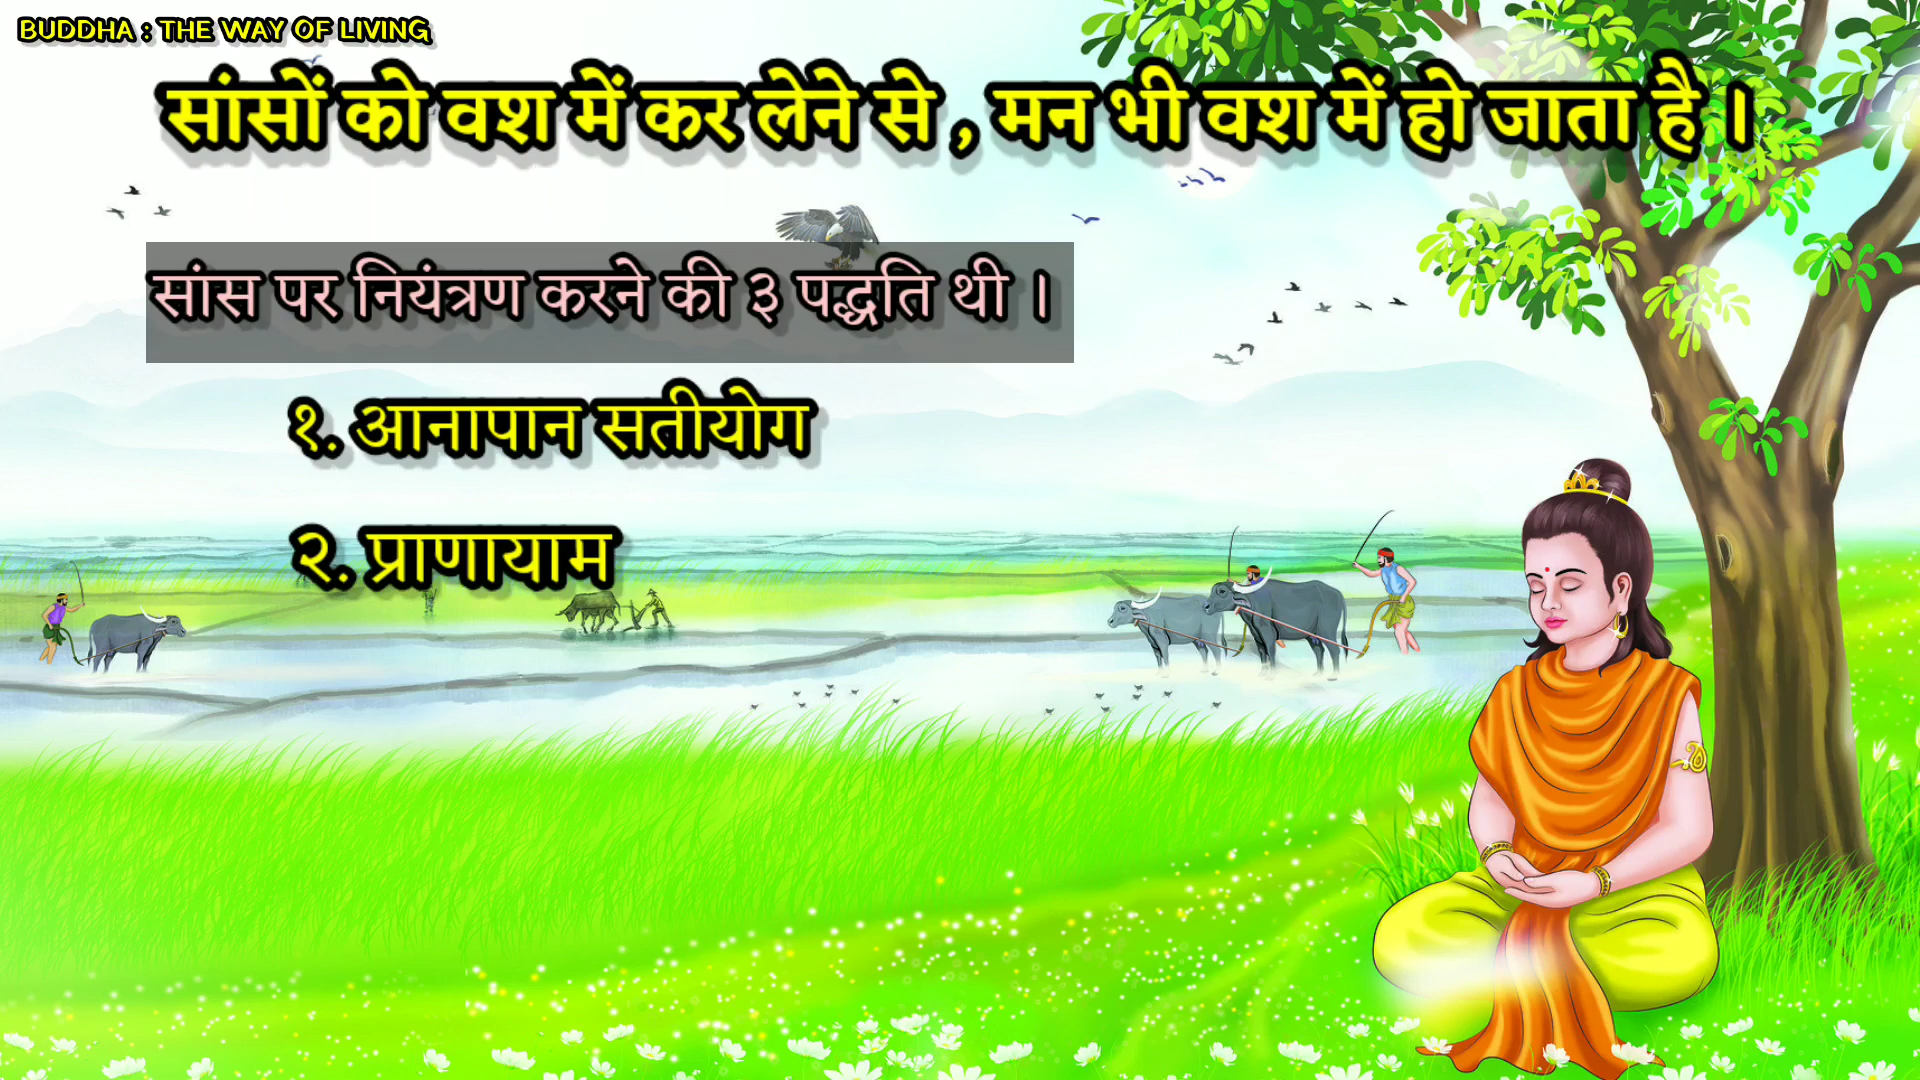 BUDDHA : THE WAY OF LIVING
सांसों को वश में कर लेने से , मन भी वश में हो जाता है ।
सांस पर नियंत्रण करने की ३ पद्धति थी ।
१. आनापान सतीयोग
२. प्राणायाम